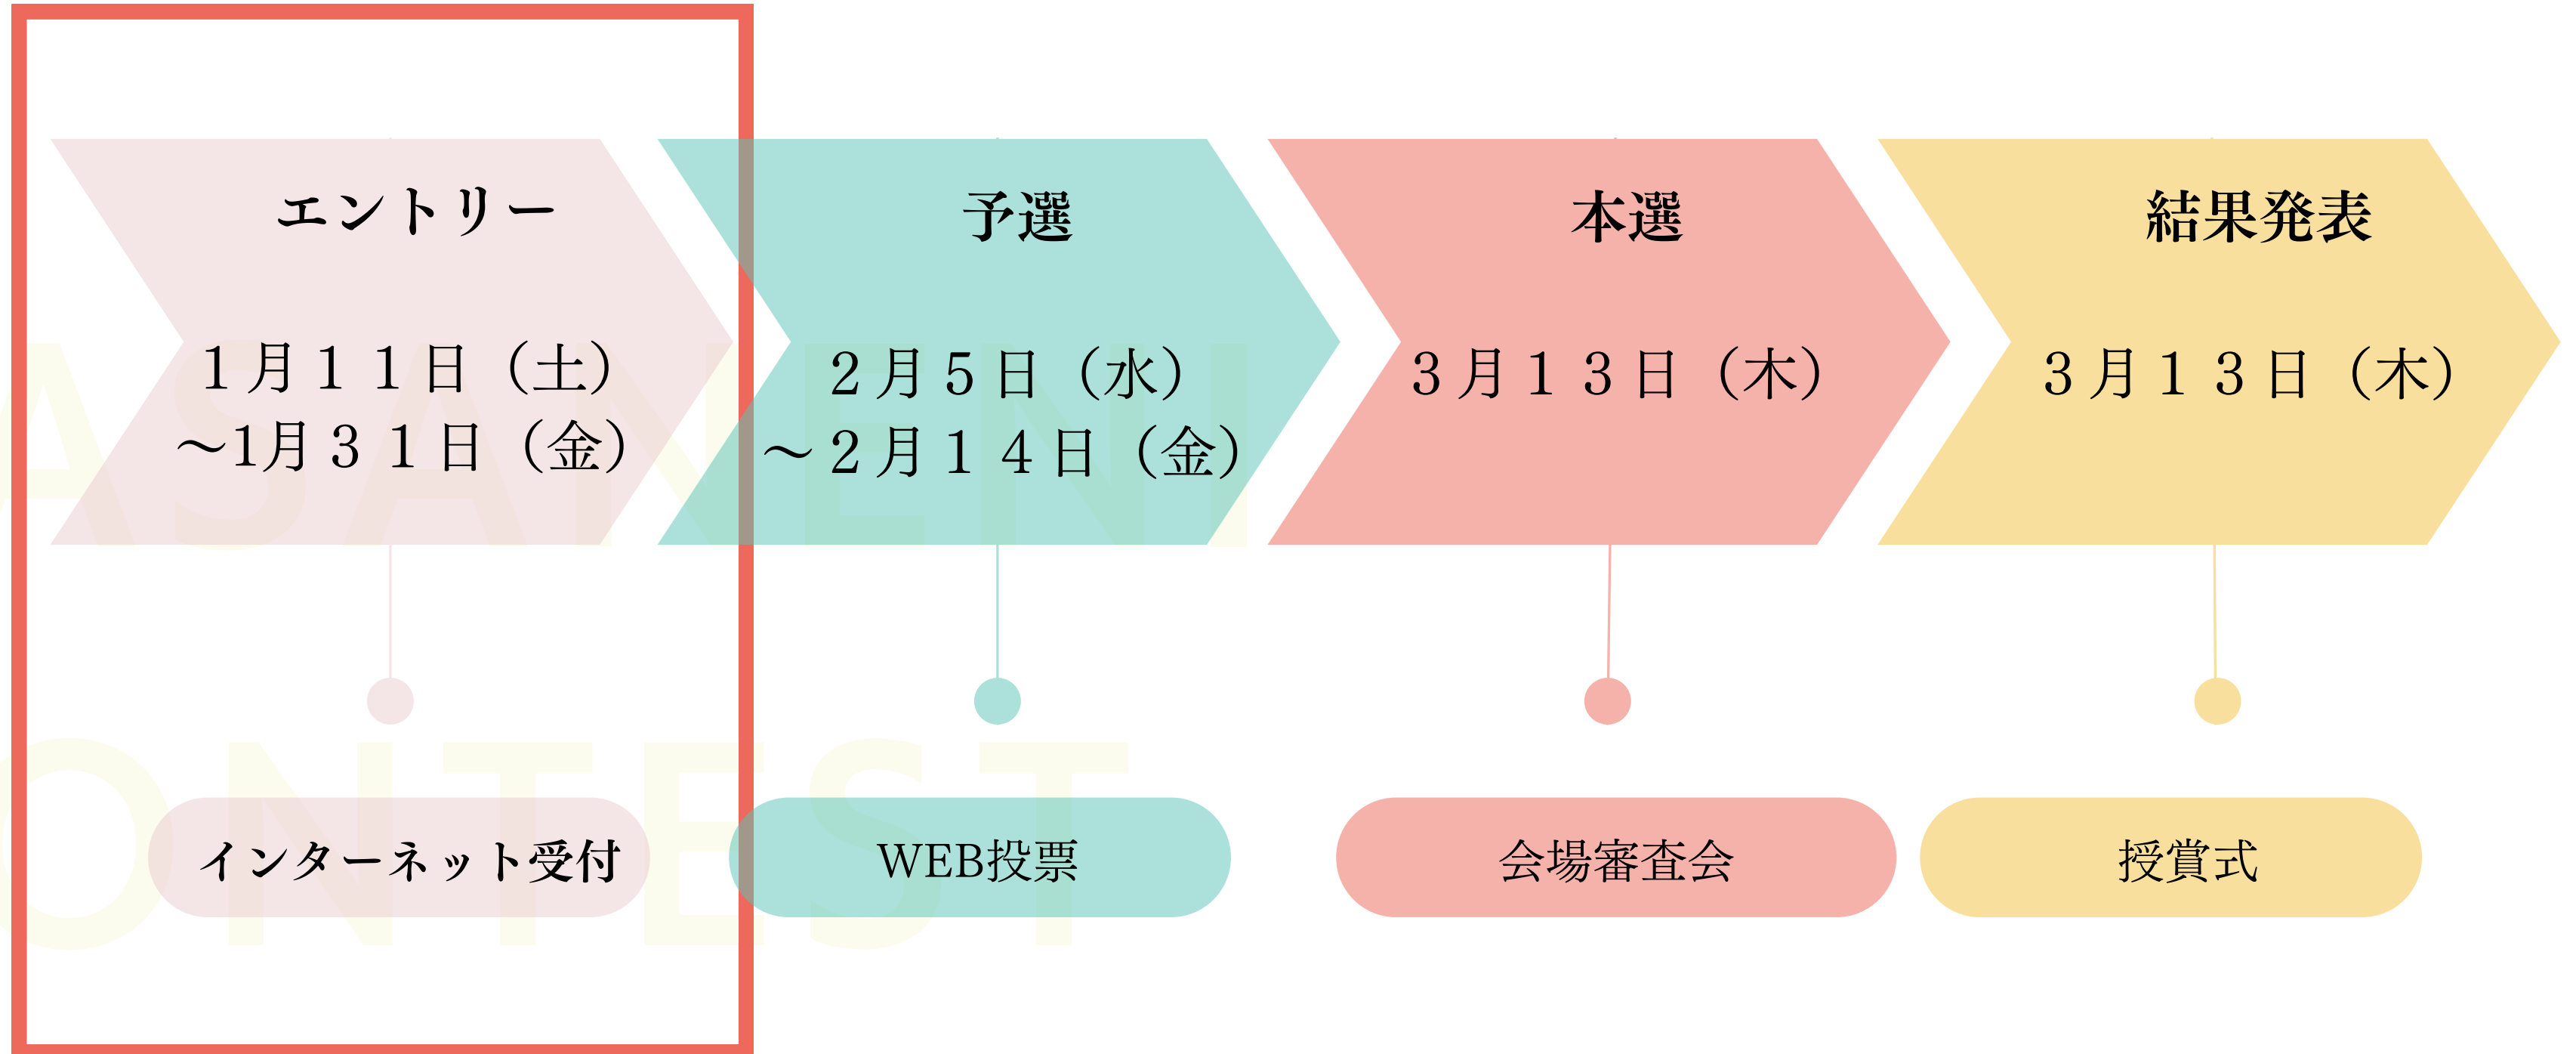 エントリー
１月１１日（土）
～1月３１日（金）
インターネット受付
予選
２月５日（水）
～２月１４日（金）
WEB投票
本選
３月１３日（木）
会場審査会
結果発表
３月１３日（木）
授賞式
ASANENI
ONTEST